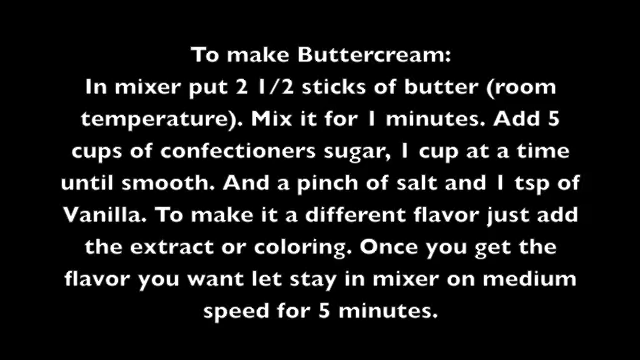 To make Buttercream:
In mixer put 2 1/2 sticks of butter (room
temperature). Mix it for 1 minutes. Add 5
cups of confectioners sugar, 1 cup at a time
until smooth. And a pinch of salt and 1 tsp of
Vanilla. To make it a different flavor just add
the extract or coloring. Once you get the
flavor you want let stay in mixer on medium
speed for 5 minutes.